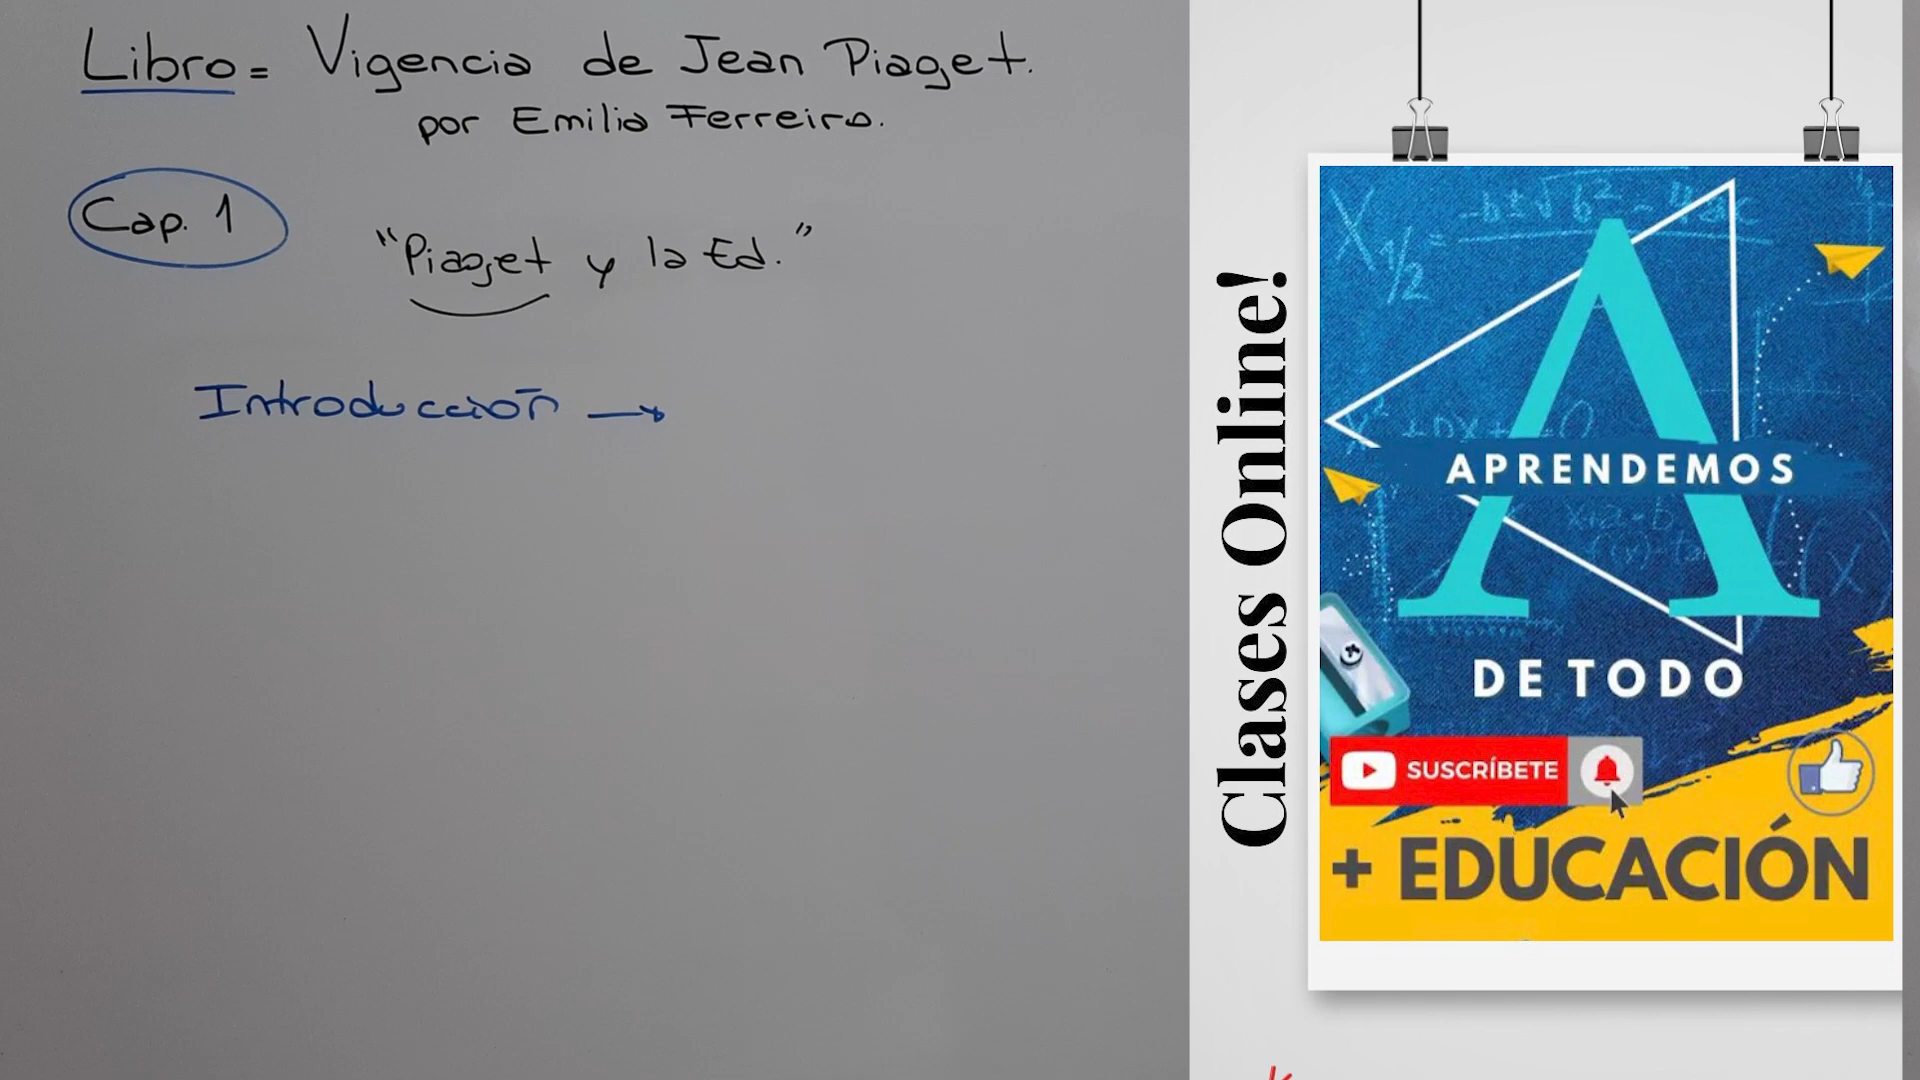 Libro = Vigencia de Jean Piaget.
por Emilia Ferreiro.
Cap. 1
"Piaget y la Ed."
Introducción →
Clases Online!
APRENDEMOS
DE TODO
SUSCRÍBETE
+ EDUCACIÓN